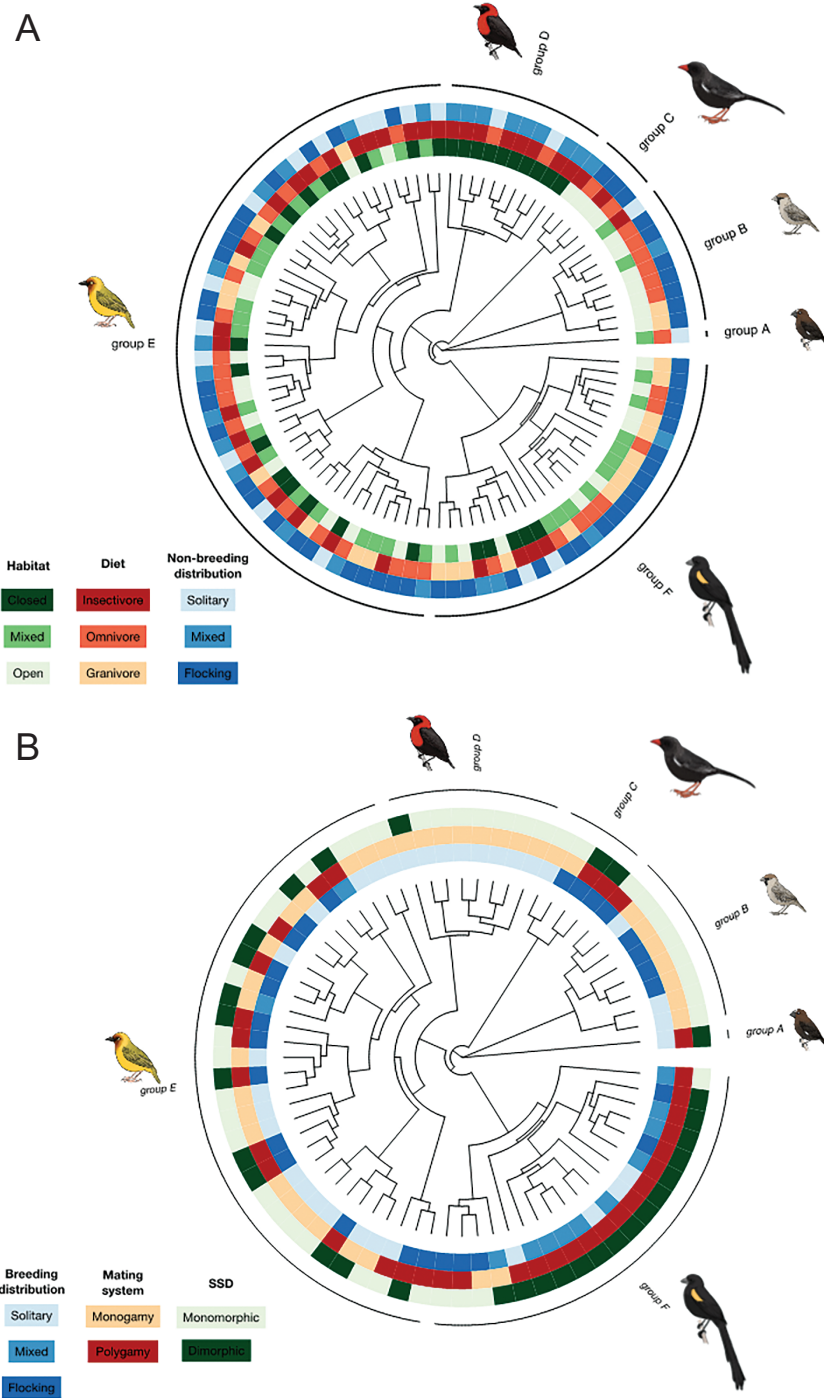 A
group D
group C
group B
group A
group E
group F
Habitat
Diet
Non-breeding
distribution
Closed
Insectivore
Solitary
Mixed
Omnivore
Mixed
Open
Granivore
Flocking
B
group D
group C
group B
group A
group E
group F
Breeding
distribution
Mating
system
SSD
Solitary
Monogamy
Monomorphic
Mixed
Polygamy
Dimorphic
Flocking